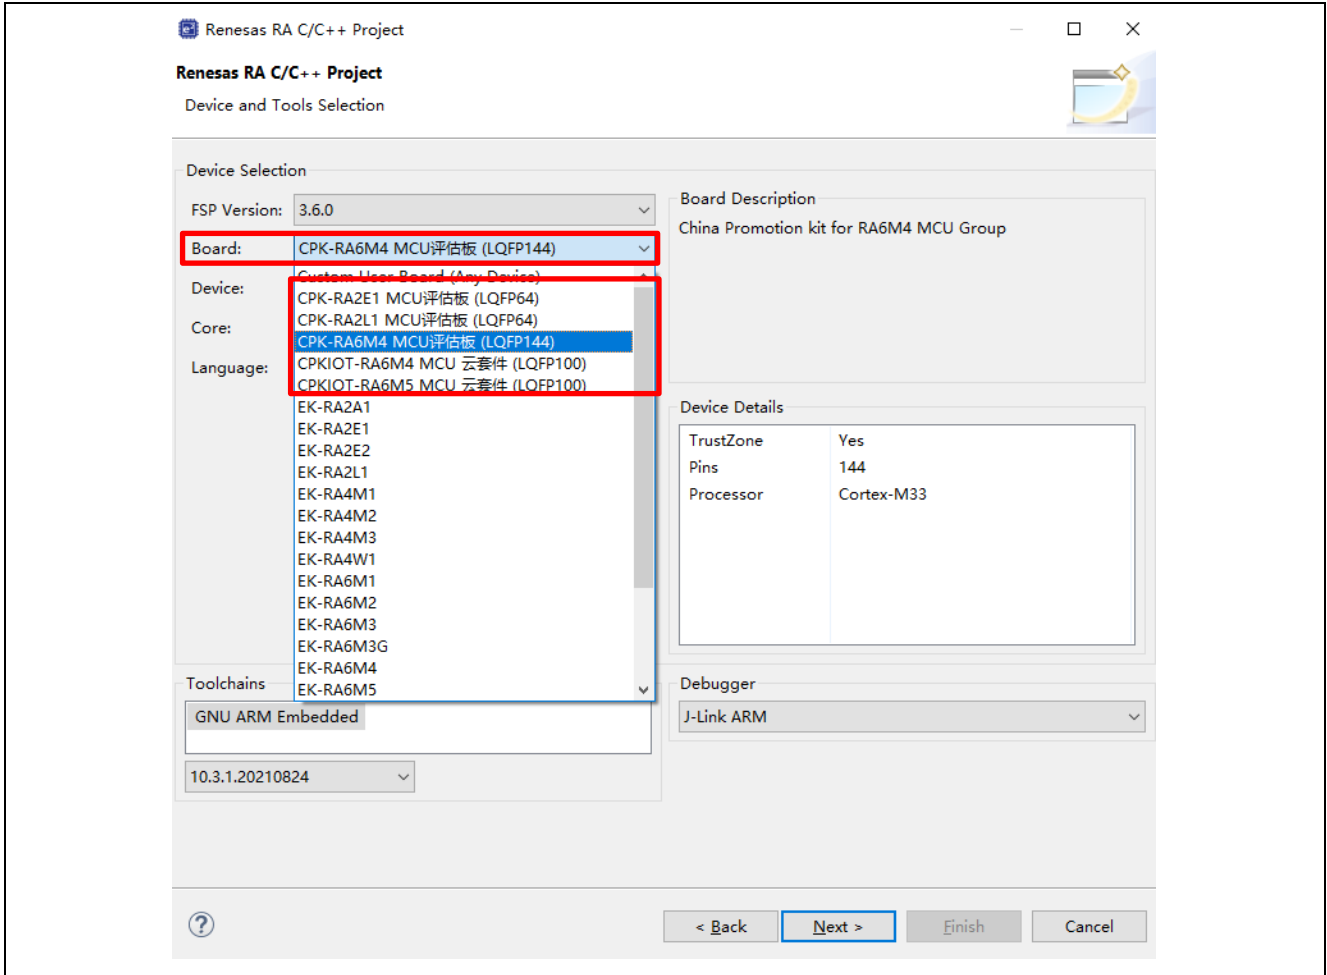 Renesas RA C/C++ Project
Renesas RA C/C++ Project
Device and Tools Selection
Device Selection
FSP Version: 3.6.0
Board: CPK-RA6M4 MCU评估板 (LQFP144)
Custom User Board (Any Device)
CPK-RA2E1 MCU评估板 (LQFP64)
CPK-RA2L1 MCU评估板 (LQFP64)
CPK-RA6M4 MCU评估板 (LQFP144)
CPKIOT-RA6M4 MCU 云套件 (LQFP100)
CPKIOT-RA6M5 MCU 云套件 (LQFP100)
EK-RA2A1
EK-RA2E1
EK-RA2E2
EK-RA2L1
EK-RA4M1
EK-RA4M2
EK-RA4M3
EK-RA4W1
EK-RA6M1
EK-RA6M2
EK-RA6M3
EK-RA6M3G
EK-RA6M4
EK-RA6M5
Device:
Core:
Language:
Board Description
China Promotion kit for RA6M4 MCU Group
Device Details
TrustZone Yes
Pins 144
Processor Cortex-M33
Toolchains
GNU ARM Embedded
10.3.1.20210824
Debugger
J-Link ARM
?
< Back
Next >
Finish
Cancel